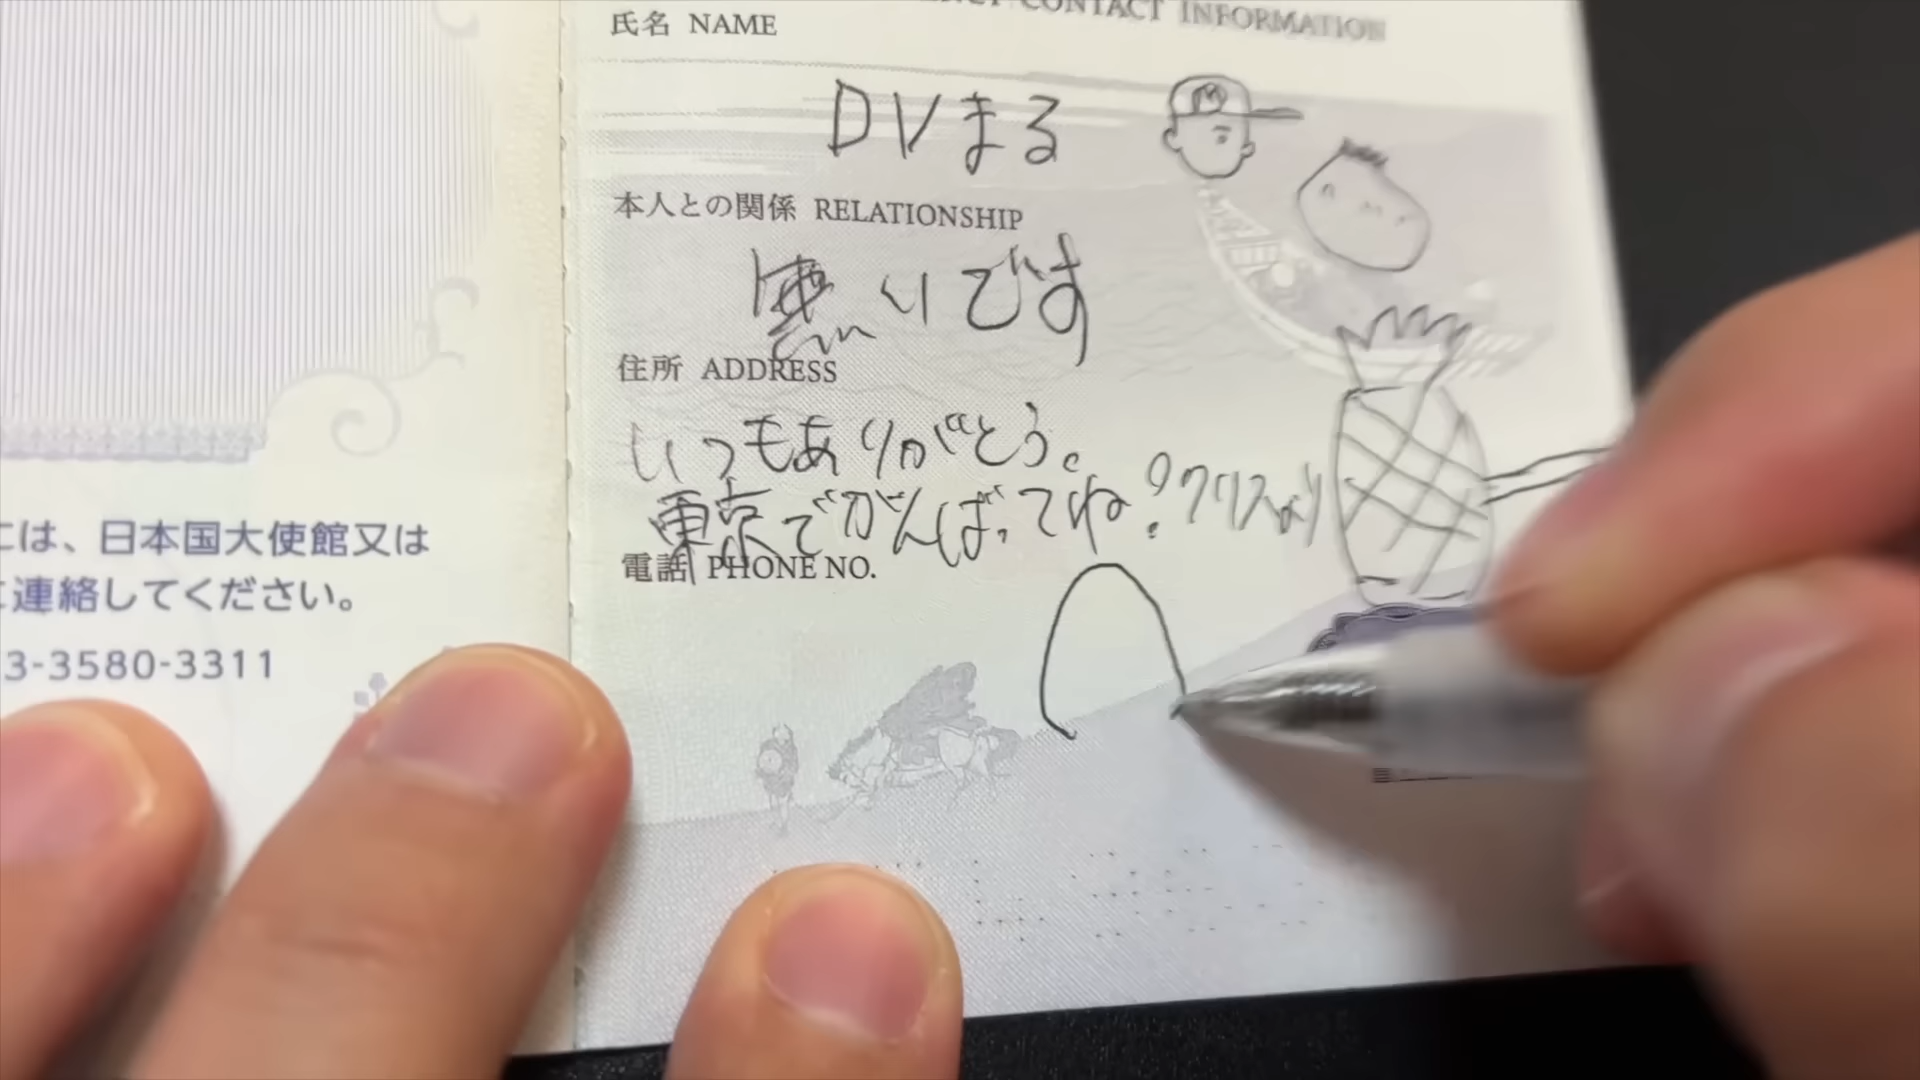 には、日本国大使館又は
に連絡してください。
3-3580-3311
CONTACT INFORMATION
氏名 NAME
DVまる
M
本人との関係 RELATIONSHIP
無いです
住所 ADDRESS
いつもありがとう。
東京でがんばってね!クリスより
電話 PHONE NO.